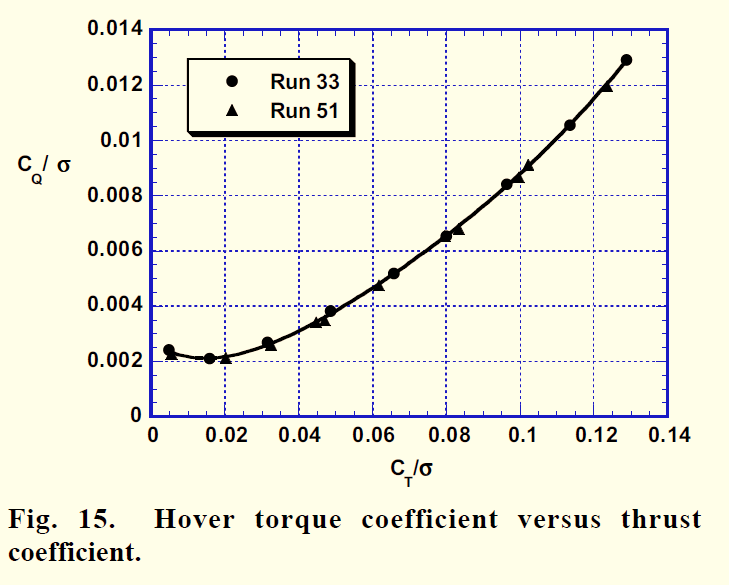 0.014
0.012
0.01
0.008
0.006
0.004
0.002
0
C_Q/ σ
Run 33
Run 51
0 0.02 0.04 0.06 0.08 0.1 0.12 0.14
C_T/σ
Fig. 15. Hover torque coefficient versus thrust
coefficient.